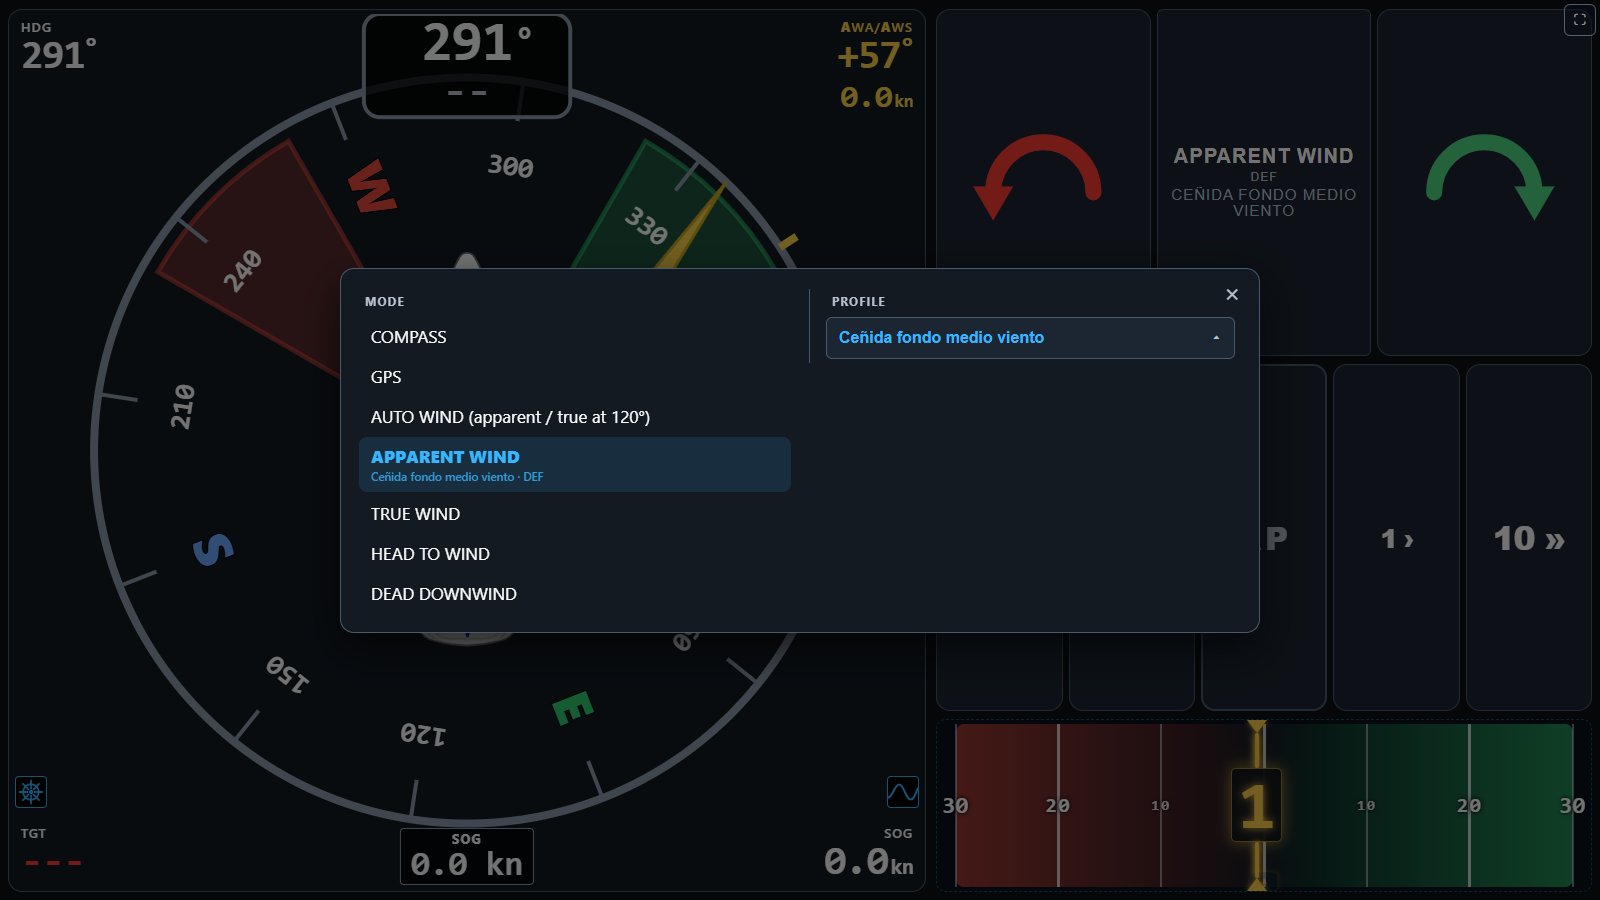 HDG
291°
291°
--
AWA/AWS
+57°
0.0kn
W
300
330
240
210
S
150
120
E
TGT
---
SOG
0.0 kn
SOG
0.0kn
APPARENT WIND
DEF
CEÑIDA FONDO MEDIO
VIENTO
MODE
COMPASS
GPS
AUTO WIND (apparent / true at 120°)
APPARENT WIND
Ceñida fondo medio viento · DEF
TRUE WIND
HEAD TO WIND
DEAD DOWNWIND
PROFILE
Ceñida fondo medio viento
P
1 ›
10 »
30 20 10 1 10 20 30